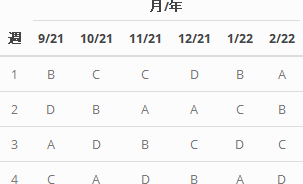 月/年
週 9/21 10/21 11/21 12/21 1/22 2/22
1 B C C D B A
2 D B A A C B
3 A D B C D C
4 C A D B A D